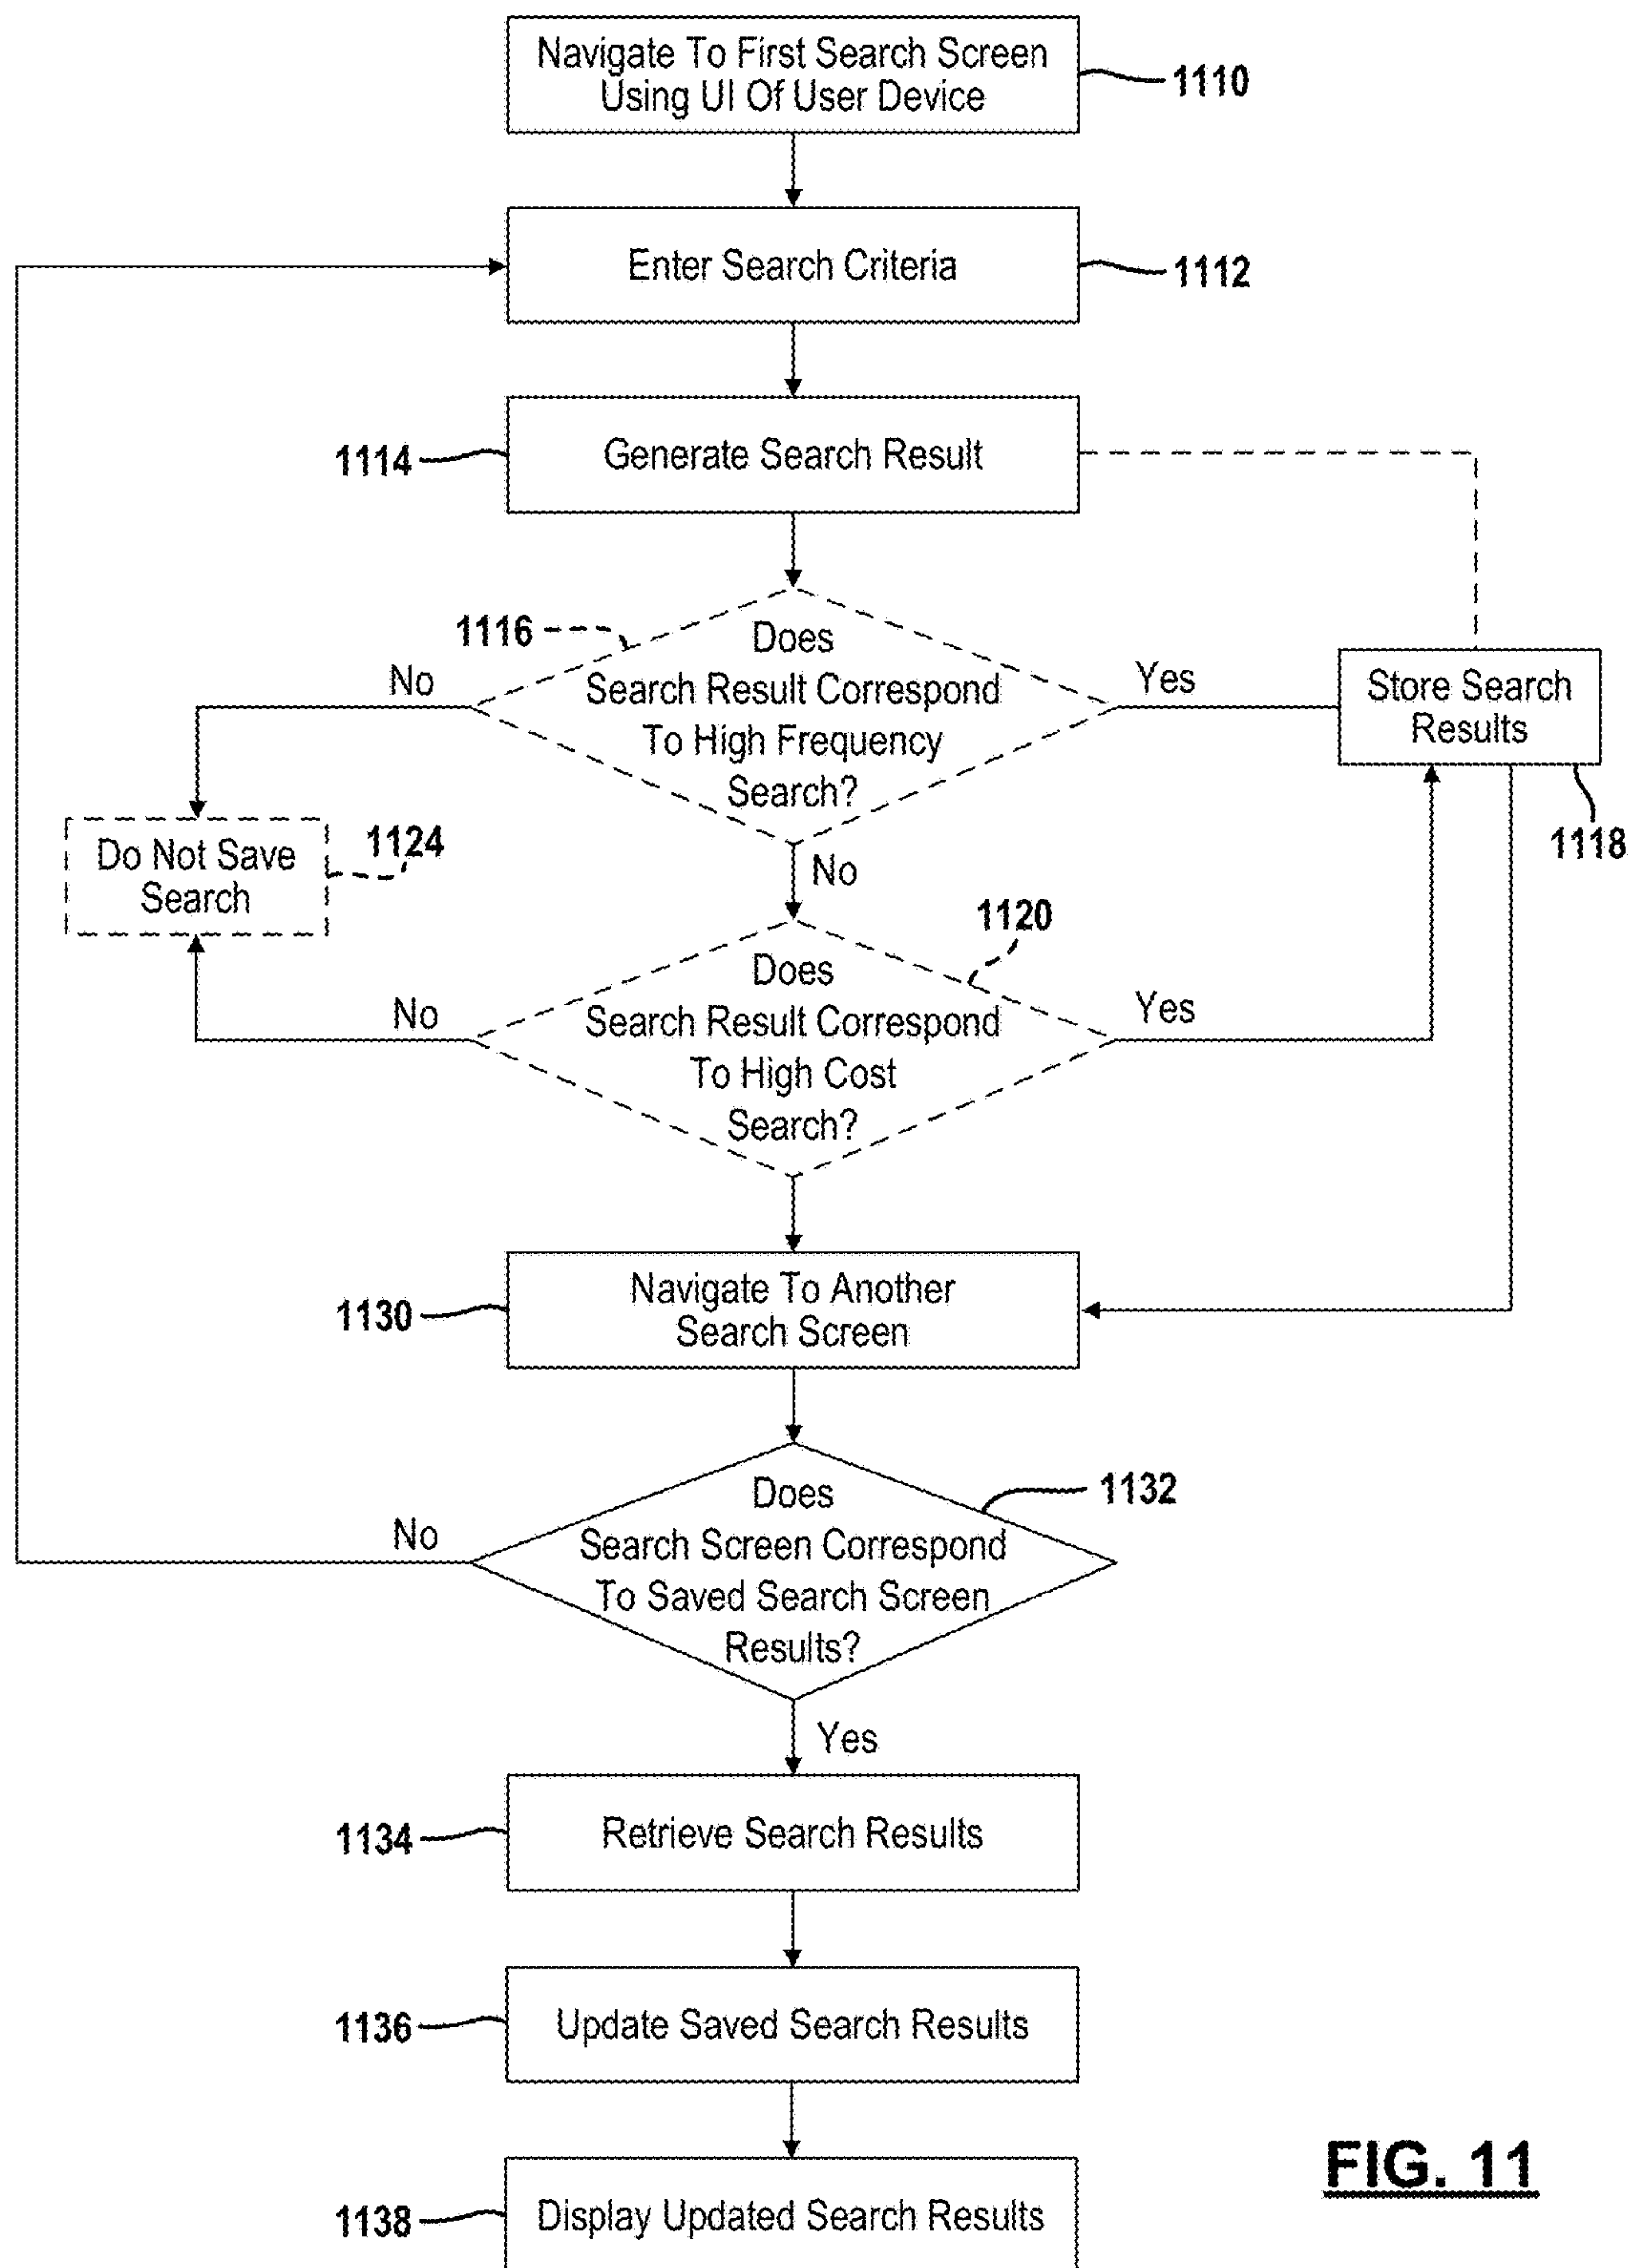 Navigate To First Search Screen
Using UI Of User Device
1110
Enter Search Criteria
1112
1114
Generate Search Result
1116
Does
Search Result Correspond
To High Frequency
Search?
No
Yes
Store Search
Results
1118
Do Not Save
Search
1124
No
1120
Does
Search Result Correspond
To High Cost
Search?
No
Yes
1130
Navigate To Another
Search Screen
1132
Does
Search Screen Correspond
To Saved Search Screen
Results?
No
Yes
1134
Retrieve Search Results
1136
Update Saved Search Results
1138
Display Updated Search Results
FIG. 11